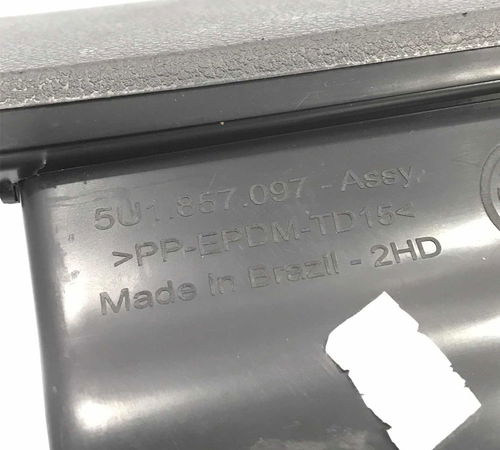 5U1.857.097 - Assy.
>PP-EPDM-TD15<
Made in Brazil - 2HD